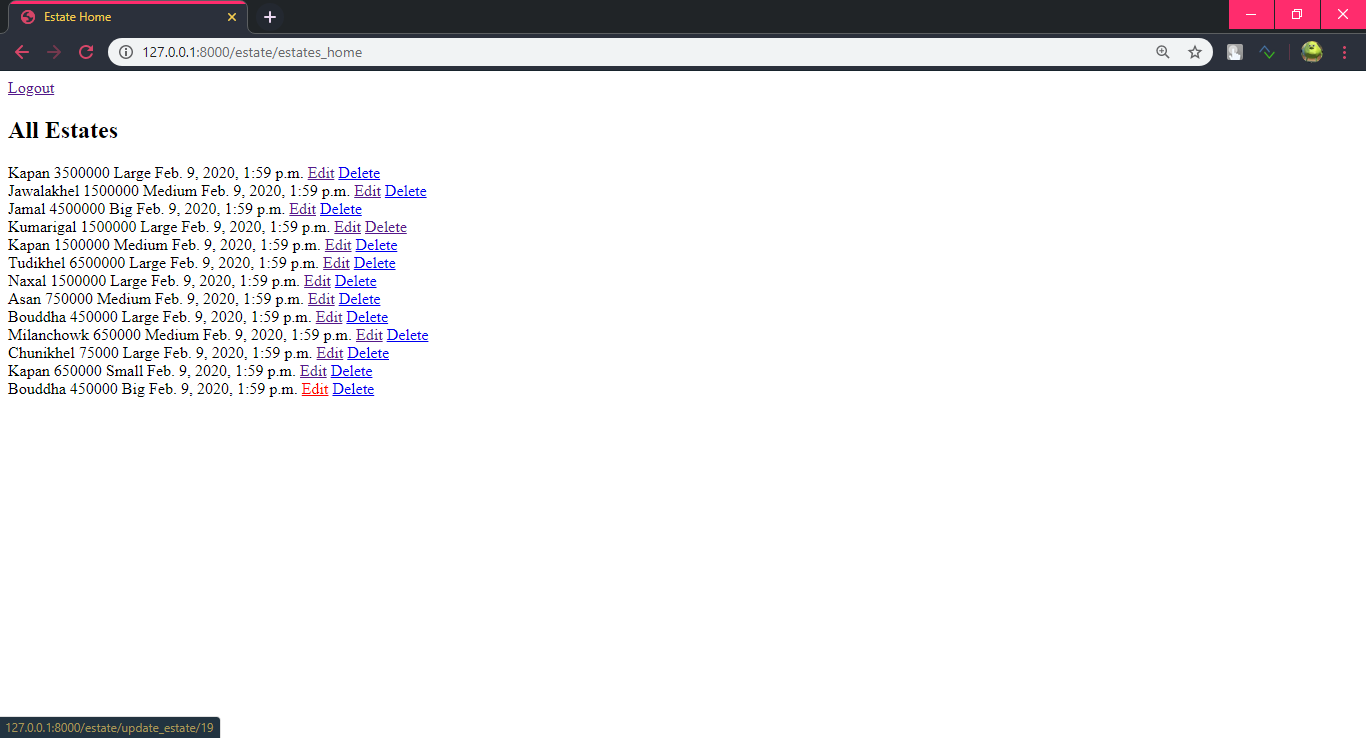 Estate Home
127.0.0.1:8000/estate/estates_home
Logout
All Estates
Kapan 3500000 Large Feb. 9, 2020, 1:59 p.m. Edit Delete
Jawalakhel 1500000 Medium Feb. 9, 2020, 1:59 p.m. Edit Delete
Jamal 4500000 Big Feb. 9, 2020, 1:59 p.m. Edit Delete
Kumarigal 1500000 Large Feb. 9, 2020, 1:59 p.m. Edit Delete
Kapan 1500000 Medium Feb. 9, 2020, 1:59 p.m. Edit Delete
Tudikhel 6500000 Large Feb. 9, 2020, 1:59 p.m. Edit Delete
Naxal 1500000 Large Feb. 9, 2020, 1:59 p.m. Edit Delete
Asan 750000 Medium Feb. 9, 2020, 1:59 p.m. Edit Delete
Bouddha 450000 Large Feb. 9, 2020, 1:59 p.m. Edit Delete
Milanchowk 650000 Medium Feb. 9, 2020, 1:59 p.m. Edit Delete
Chunikhel 75000 Large Feb. 9, 2020, 1:59 p.m. Edit Delete
Kapan 650000 Small Feb. 9, 2020, 1:59 p.m. Edit Delete
Bouddha 450000 Big Feb. 9, 2020, 1:59 p.m. Edit Delete
127.0.0.1:8000/estate/update_estate/19